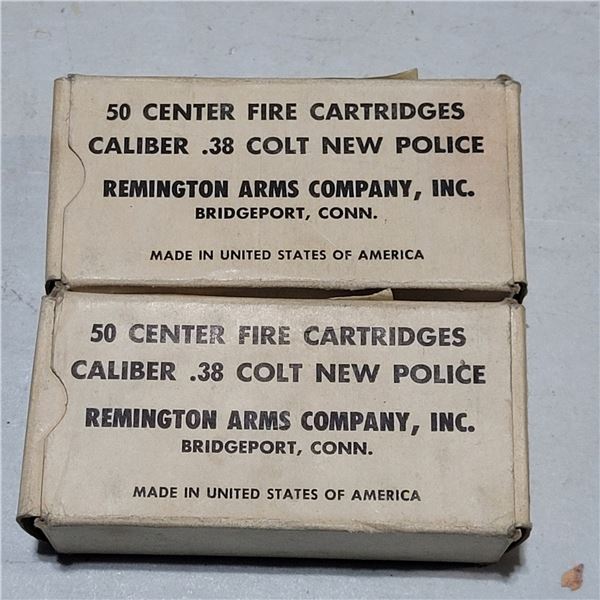 50 CENTER FIRE CARTRIDGES
CALIBER .38 COLT NEW POLICE
REMINGTON ARMS COMPANY, INC.
BRIDGEPORT, CONN.
MADE IN UNITED STATES OF AMERICA
50 CENTER FIRE CARTRIDGES
CALIBER .38 COLT NEW POLICE
REMINGTON ARMS COMPANY, INC.
BRIDGEPORT, CONN.
MADE IN UNITED STATES OF AMERICA